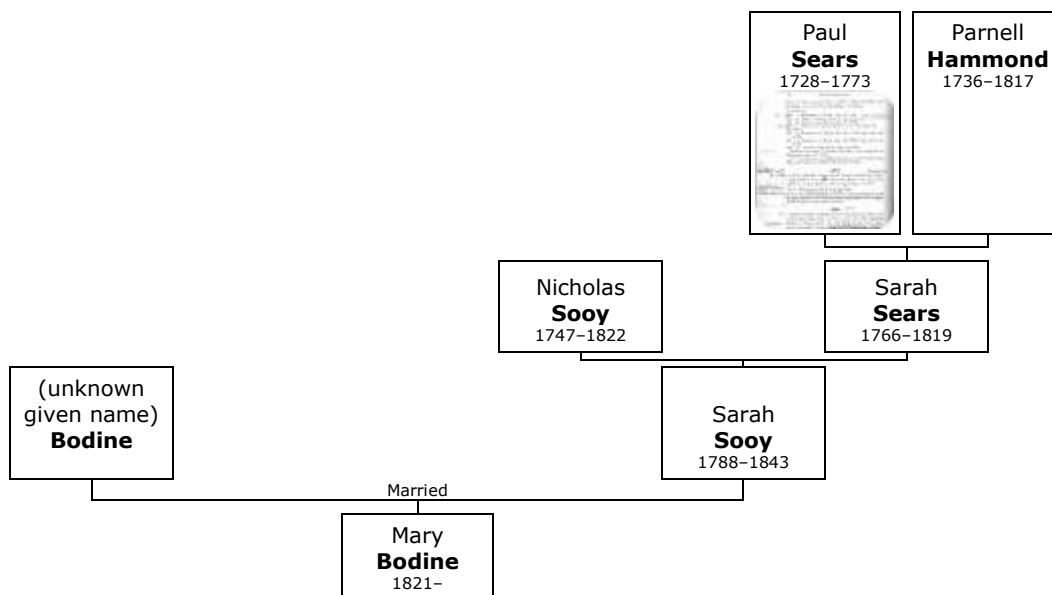 Paul
Sears
1728–1773
Parnell
Hammond
1736–1817
Nicholas
Sooy
1747–1822
Sarah
Sears
1766–1819
(unknown
given name)
Bodine
Sarah
Sooy
1788–1843
Married
Mary
Bodine
1821–